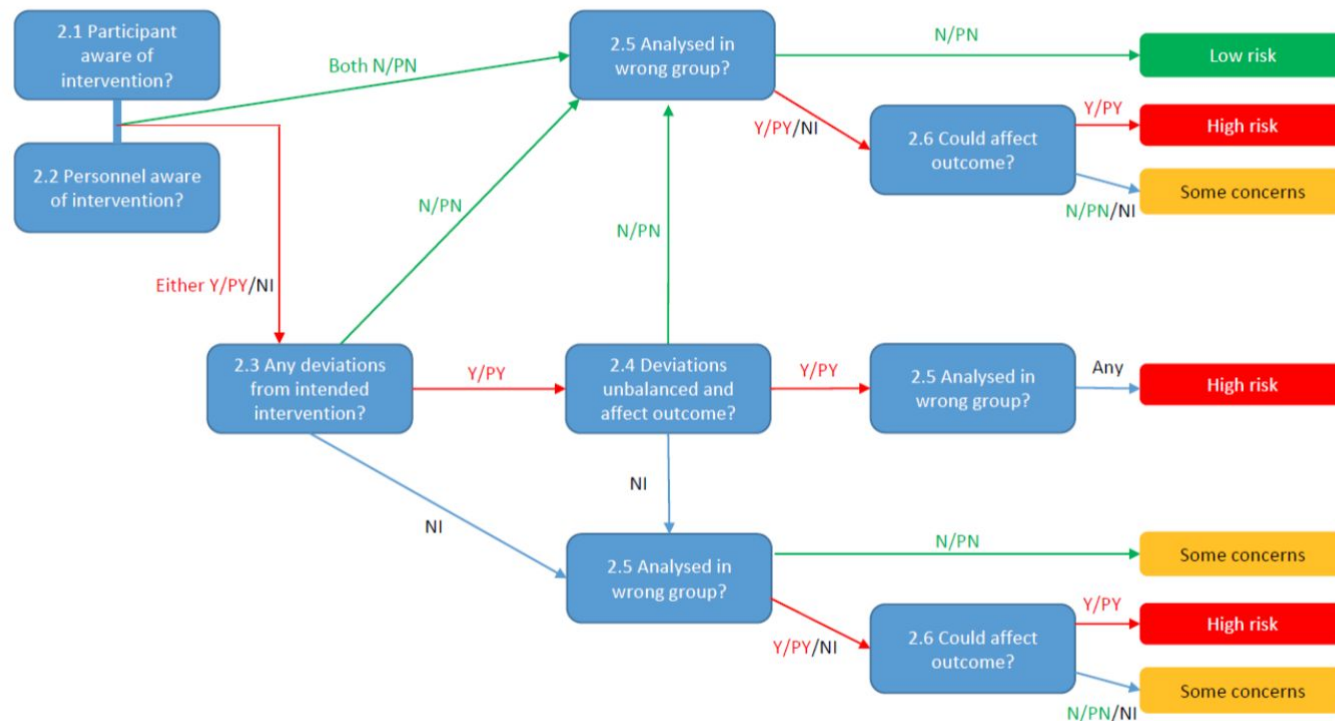 2.1 Participant
aware of
intervention?
2.2 Personnel aware
of intervention?
Both N/PN
Either Y/PY/NI
2.5 Analysed in
wrong group?
N/PN
Low risk
Y/PY/NI
2.6 Could affect
outcome?
Y/PY
High risk
N/PN/NI
Some concerns
N/PN
N/PN
2.3 Any deviations
from intended
intervention?
Y/PY
2.4 Deviations
unbalanced and
affect outcome?
Y/PY
2.5 Analysed in
wrong group?
Any
High risk
NI
NI
2.5 Analysed in
wrong group?
N/PN
Some concerns
Y/PY/NI
2.6 Could affect
outcome?
Y/PY
High risk
N/PN/NI
Some concerns